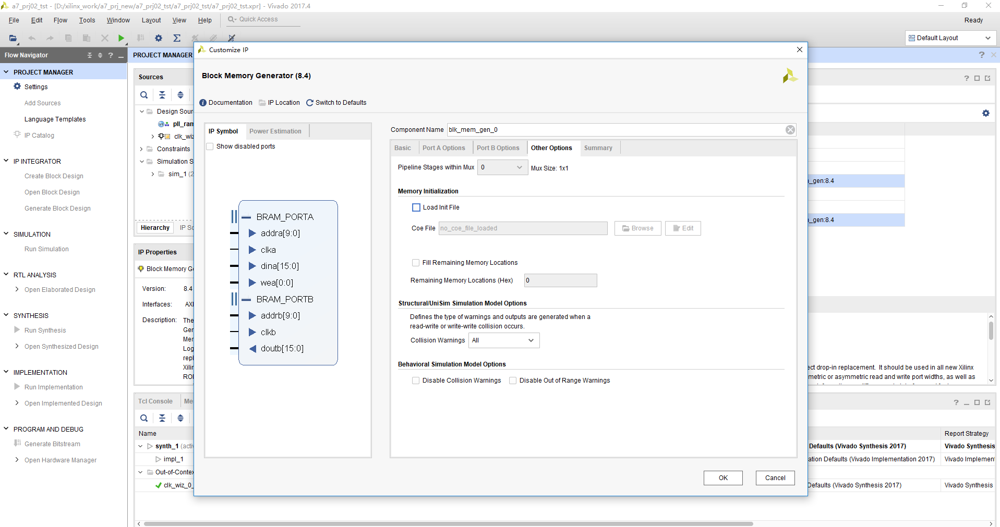 a7_prj02_tst - [D:/xilinx_work/a7_prj_new/a7_prj02_tst/a7_prj02_tst/a7_prj02_tst.xpr] - Vivado 2017.4
File Edit Flow Tools Window Layout View Help Quick Access Ready
Default Layout
Flow Navigator
PROJECT MANAGER
Settings
Add Sources
Language Templates
IP Catalog
IP INTEGRATOR
Create Block Design
Open Block Design
Generate Block Design
SIMULATION
Run Simulation
RTL ANALYSIS
Open Elaborated Design
SYNTHESIS
Run Synthesis
Open Synthesized Design
IMPLEMENTATION
Run Implementation
Open Implemented Design
PROGRAM AND DEBUG
Generate Bitstream
Open Hardware Manager
PROJECT MANAGER
Sources
Design Sour
pll_ram
clk_wiz
Constraints
Simulation S
sim_1 (2
Hierarchy IP So
IP Properties
Block Memory Ge
Version: 8.4
Interfaces: AXI
Description: The
Gen
Mem
Log
repl
Xilin
ROM
Tcl Console Me
Name
synth_1 (activ
impl_1
Out-of-Contex
clk_wiz_0_
Customize IP
Block Memory Generator (8.4)
Documentation IP Location Switch to Defaults
IP Symbol Power Estimation
Show disabled ports
BRAM_PORTA
addra[9:0]
clka
dina[15:0]
wea[0:0]
BRAM_PORTB
addrb[9:0]
clkb
doutb[15:0]
Component Name blk_mem_gen_0
Basic Port A Options Port B Options Other Options Summary
Pipeline Stages within Mux 0 Mux Size: 1x1
Memory Initialization
Load Init File
Coe File no_coe_file_loaded Browse Edit
Fill Remaining Memory Locations
Remaining Memory Locations (Hex) 0
Structural/UniSim Simulation Model Options
Defines the type of warnings and outputs are generated when a
read-write or write-write collision occurs.
Collision Warnings All
Behavioral Simulation Model Options
Disable Collision Warnings Disable Out of Range Warnings
OK Cancel
_gen:8.4
_gen:8.4
ct drop-in replacement. It should be used in all new Xilinx
metric or asymmetric read and write port widths, as well as
Report Strategy
Defaults (Vivado Synthesis 2017) Vivado Synthesis
ation Defaults (Vivado Implementation 2017) Vivado Implemen
Defaults (Vivado Synthesis 2017) Vivado Synthesis